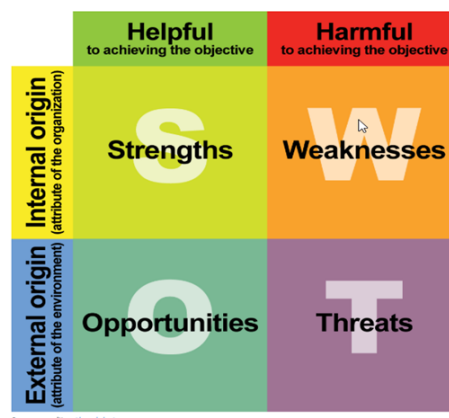 Helpful
to achieving the objective
Harmful
to achieving the objective
Internal origin
(attribute of the organization)
S
Strengths
W
Weaknesses
External origin
(attribute of the environment)
O
Opportunities
T
Threats